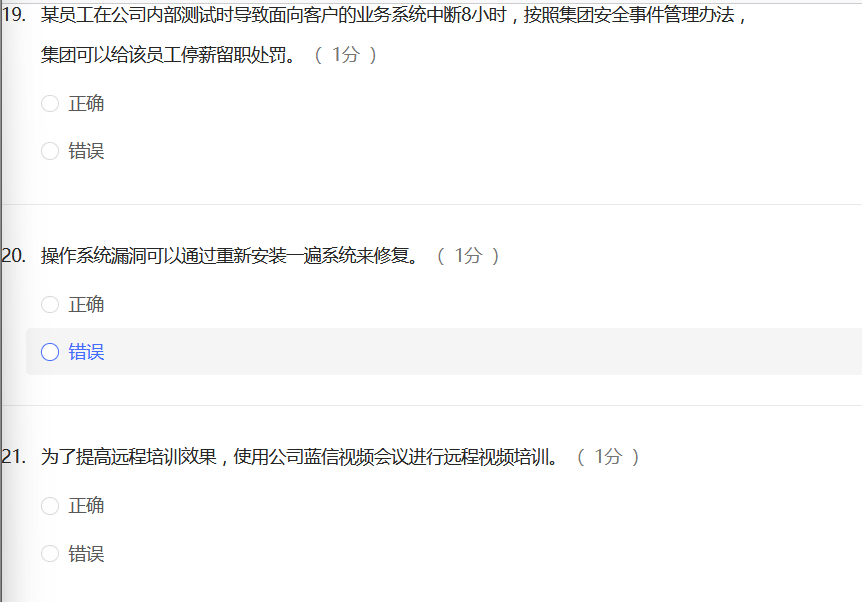 19. 某员工在公司内部测试时导致面向客户的业务系统中断8小时，按照集团安全事件管理办法，
集团可以给该员工停薪留职处罚。（ 1分 ）
正确
错误
20. 操作系统漏洞可以通过重新安装一遍系统来修复。（ 1分 ）
正确
错误
21. 为了提高远程培训效果，使用公司蓝信视频会议进行远程视频培训。（ 1分 ）
正确
错误